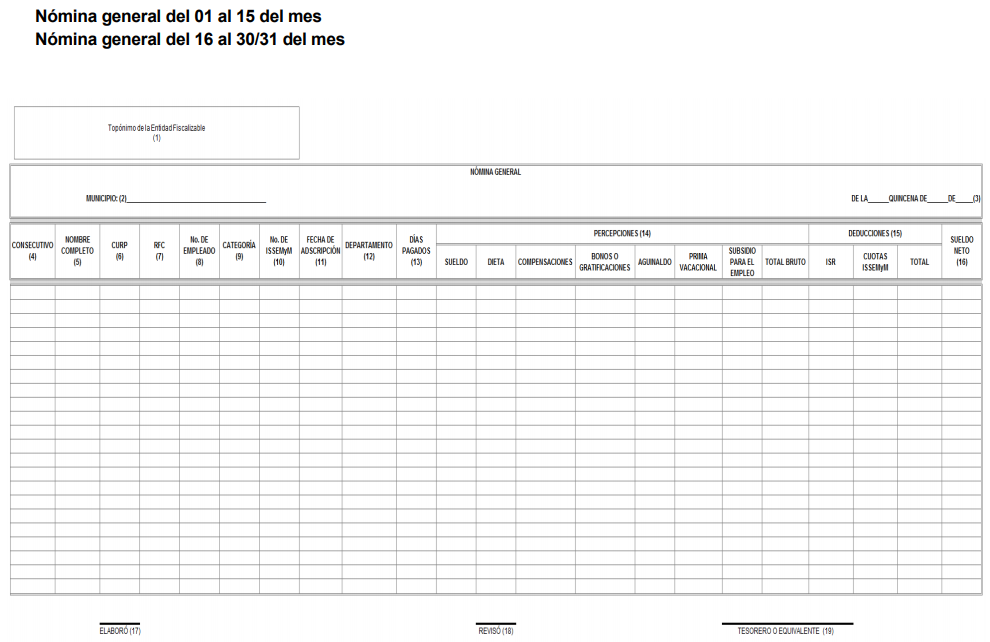 Nómina general del 01 al 15 del mes
Nómina general del 16 al 30/31 del mes
Topónimo de la Entidad Fiscalizable
(1)
NÓMINA GENERAL
MUNICIPIO: (2)____________________ DE LA_____QUINCENA DE_____DE____(3)
CONSECUTIVO (4) NOMBRE COMPLETO (5) CURP (6) RFC (7) No. DE EMPLEADO (8) CATEGORÍA (9) No. DE ISSEMyM (10) FECHA DE ADSCRIPCIÓN (11) DEPARTAMENTO (12) DÍAS PAGADOS (13) PERCEPCIONES (14) DEDUCCIONES (15) SUELDO NETO (16)
SUELDO DIETA COMPENSACIONES BONOS O GRATIFICACIONES AGUINALDO PRIMA VACACIONAL SUBSIDIO PARA EL EMPLEO TOTAL BRUTO ISR CUOTAS ISSEMyM TOTAL
ELABORÓ (17) REVISÓ (18) TESORERO O EQUIVALENTE (19)